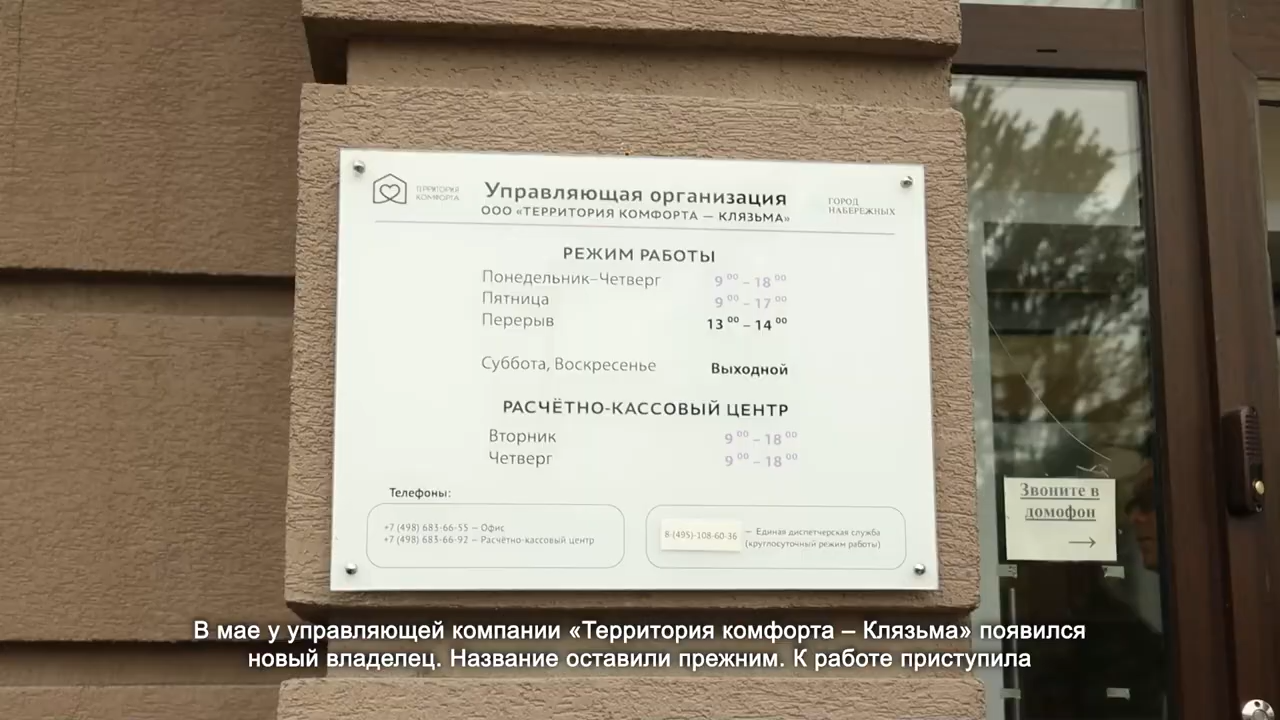 ТЕРРИТОРИЯ
КОМФОРТА
Управляющая организация
ООО «ТЕРРИТОРИЯ КОМФОРТА — КЛЯЗЬМА»
ГОРОД
НАБЕРЕЖНЫХ
РЕЖИМ РАБОТЫ
Понедельник–Четверг 9 00 – 18 00
Пятница 9 00 – 17 00
Перерыв 13 00 – 14 00
Суббота, Воскресенье Выходной
РАСЧЁТНО-КАССОВЫЙ ЦЕНТР
Вторник 9 00 – 18 00
Четверг 9 00 – 18 00
Телефоны:
+7 (498) 683-66-55 — Офис
+7 (498) 683-66-92 — Расчётно-кассовый центр
8-(495)-108-60-36 — Единая диспетчерская служба
(круглосуточный режим работы)
Звоните в
домофон
→
В мае у управляющей компании «Территория комфорта – Клязьма» появился
новый владелец. Название оставили прежним. К работе приступила